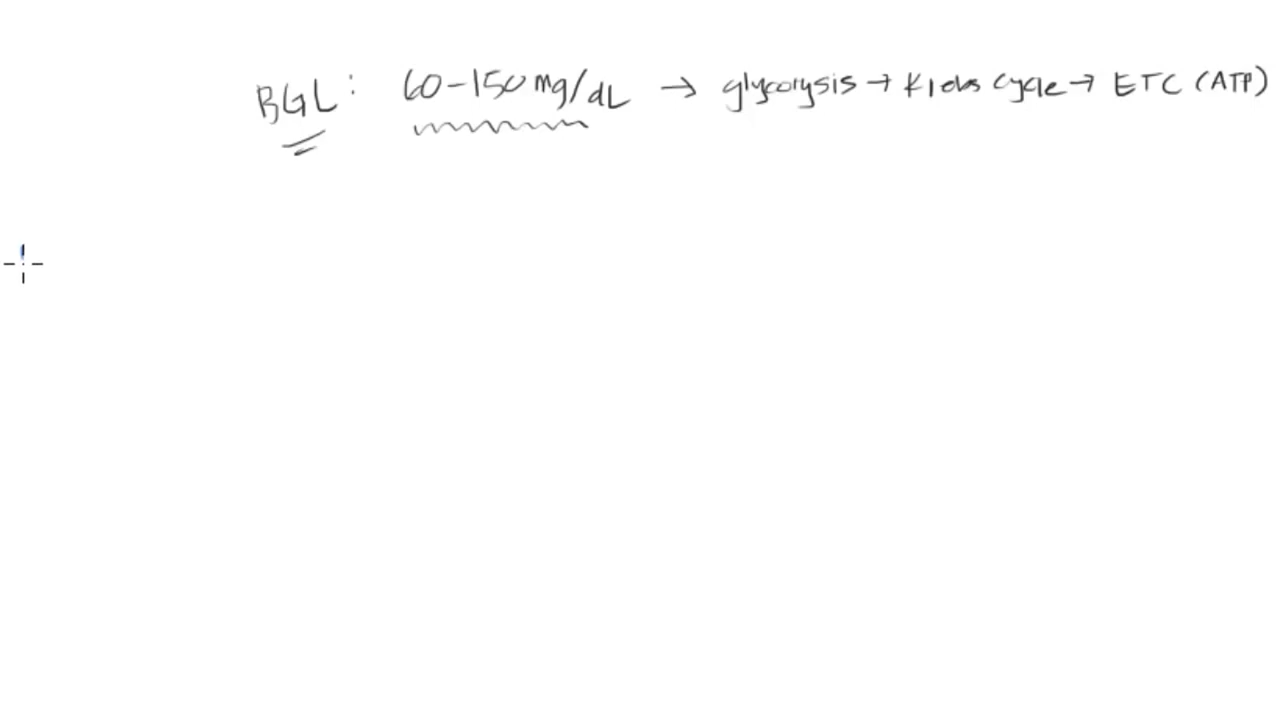 BGL: 60-150 mg/dL → glycolysis → Krebs Cycle → ETC (ATP)